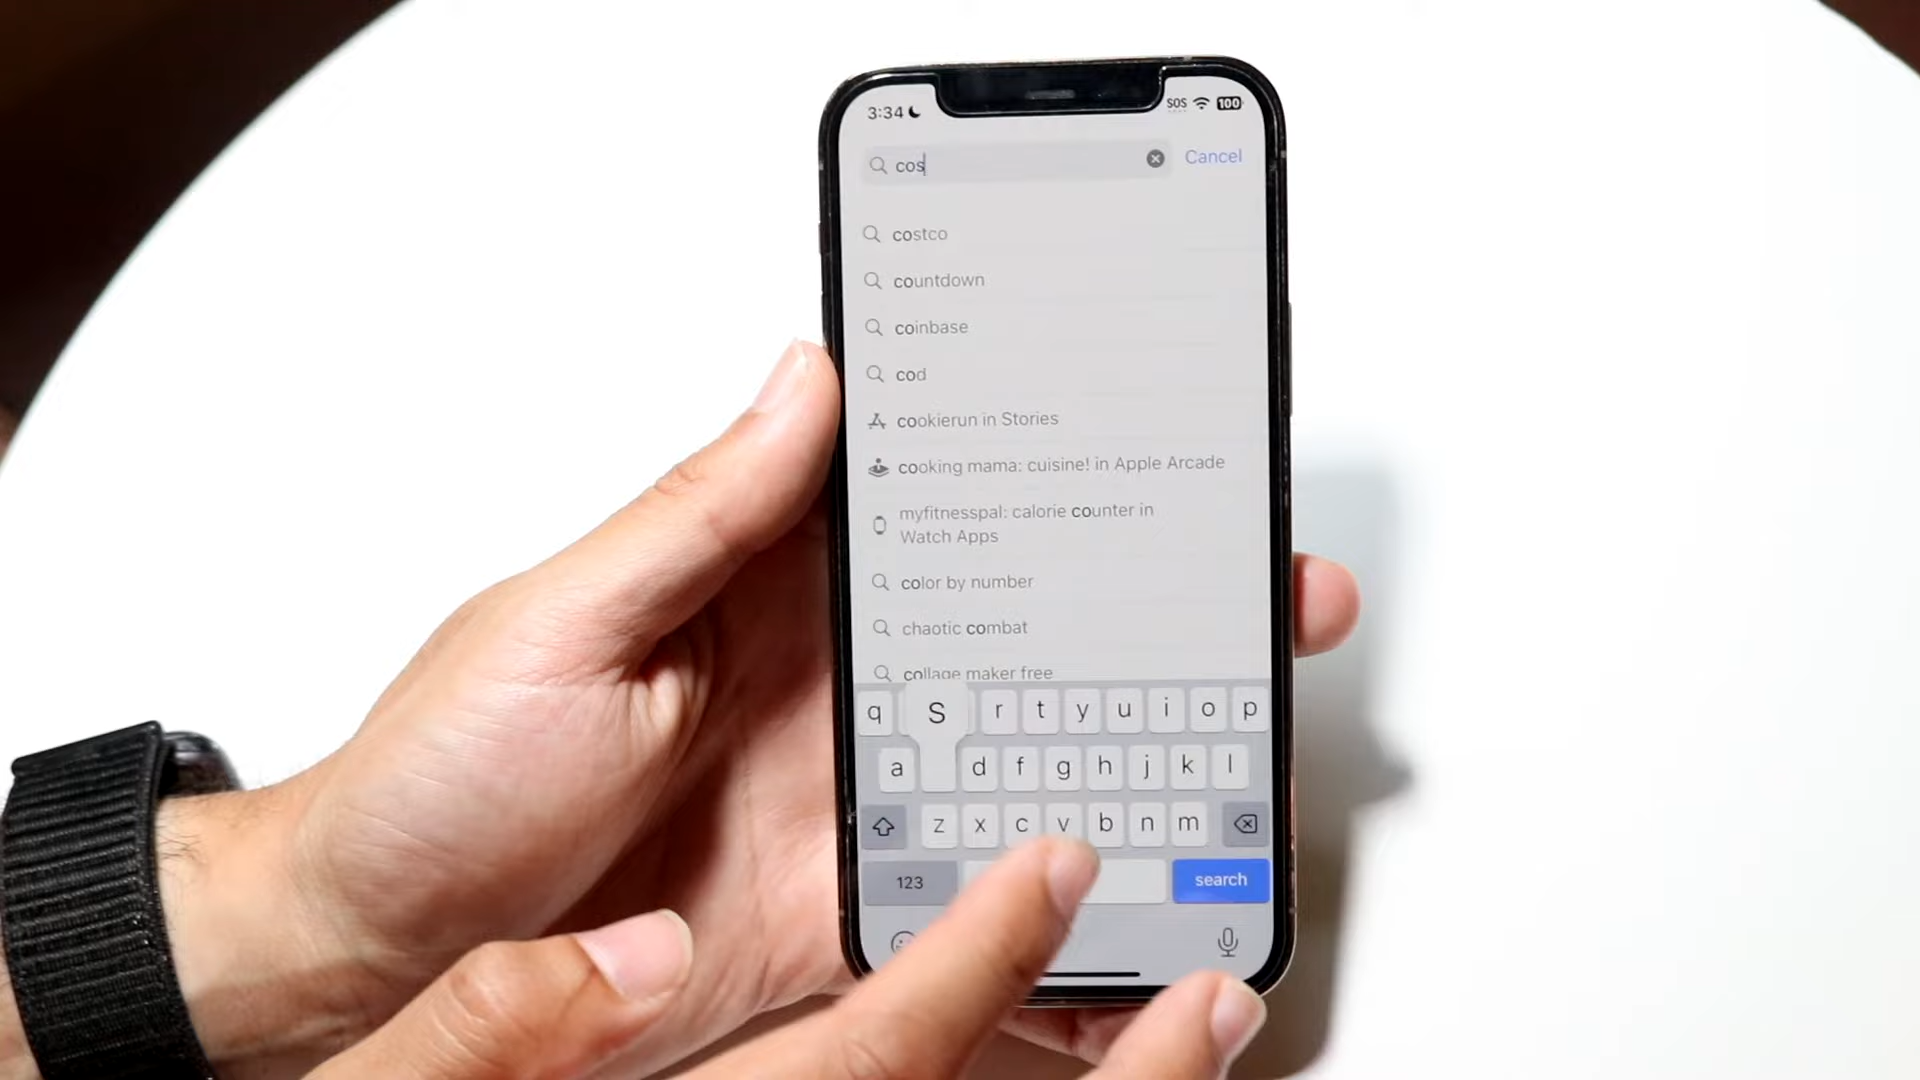 3:34
SOS 100
cos
Cancel
costco
countdown
coinbase
cod
cookierun in Stories
cooking mama: cuisine! in Apple Arcade
myfitnesspal: calorie counter in
Watch Apps
color by number
chaotic combat
collage maker free
q S r t y u i o p
a d f g h j k l
z x c v b n m
123 search